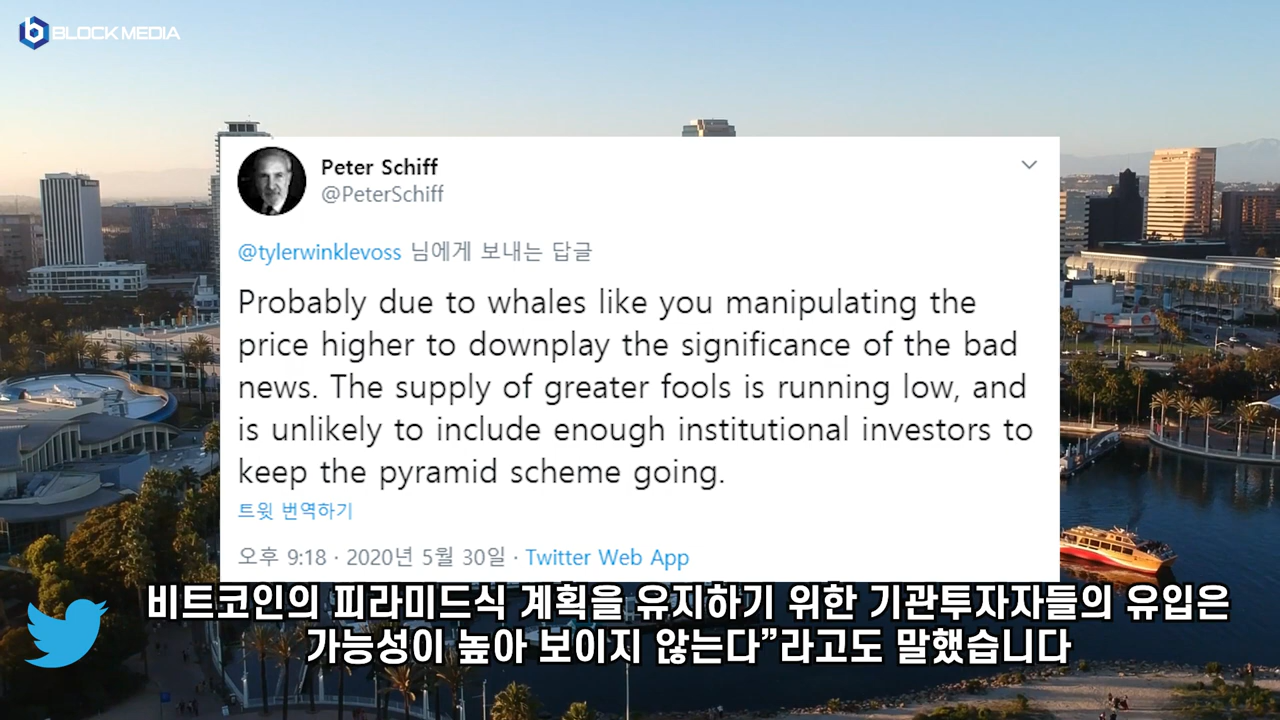 BLOCK MEDIA
Peter Schiff
@PeterSchiff
@tylerwinklevoss 님에게 보내는 답글
Probably due to whales like you manipulating the
price higher to downplay the significance of the bad
news. The supply of greater fools is running low, and
is unlikely to include enough institutional investors to
keep the pyramid scheme going.
트윗 번역하기
오후 9:18 · 2020년 5월 30일 · Twitter Web App
비트코인의 피라미드식 계획을 유지하기 위한 기관투자자들의 유입은
가능성이 높아 보이지 않는다”라고도 말했습니다